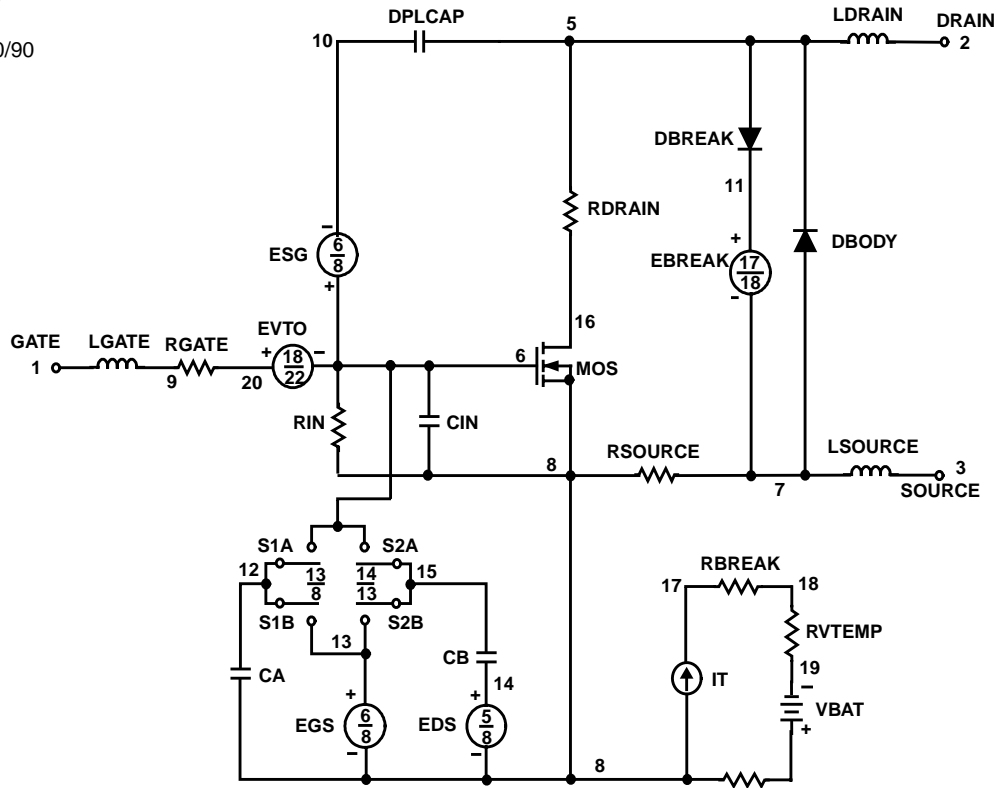 0/90
DPLCAP
5
LDRAIN
DRAIN
10
2
DBREAK
11
RDRAIN
ESG
−
6
8
+
EBREAK
+
17
18
−
DBODY
16
GATE
1
LGATE
RGATE
9
20
EVTO
+
18
22
−
6
MOS
RIN
CIN
8
RSOURCE
7
LSOURCE
3
SOURCE
S1A
S2A
12
13
8
14
13
15
S1B
S2B
13
CA
CB
14
EGS
+
6
8
−
EDS
+
5
8
−
8
RBREAK
17
18
RVTEMP
19
IT
−
VBAT
+